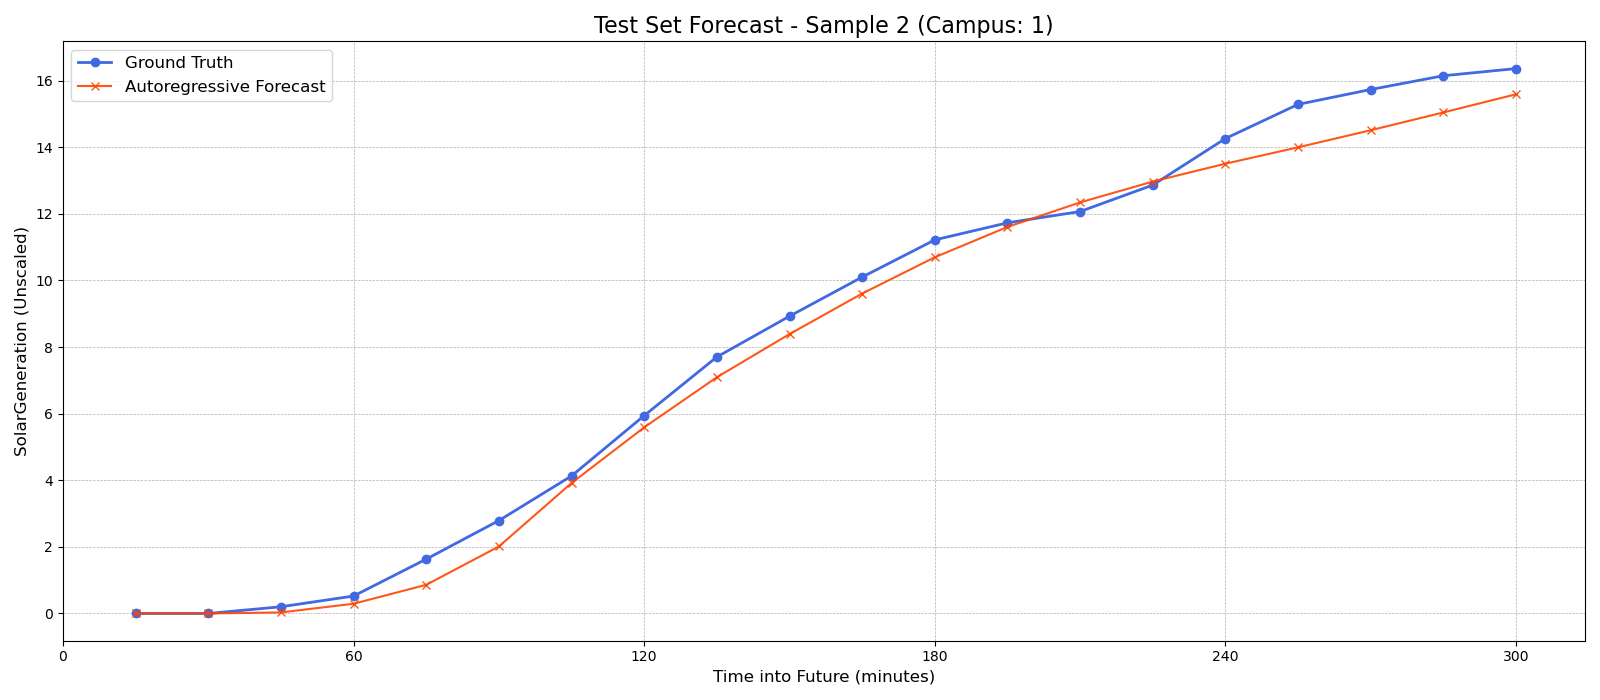 Test Set Forecast - Sample 2 (Campus: 1)
Ground Truth
Autoregressive Forecast
SolarGeneration (Unscaled)
16
14
12
10
8
6
4
2
0
0 60 120 180 240 300
Time into Future (minutes)